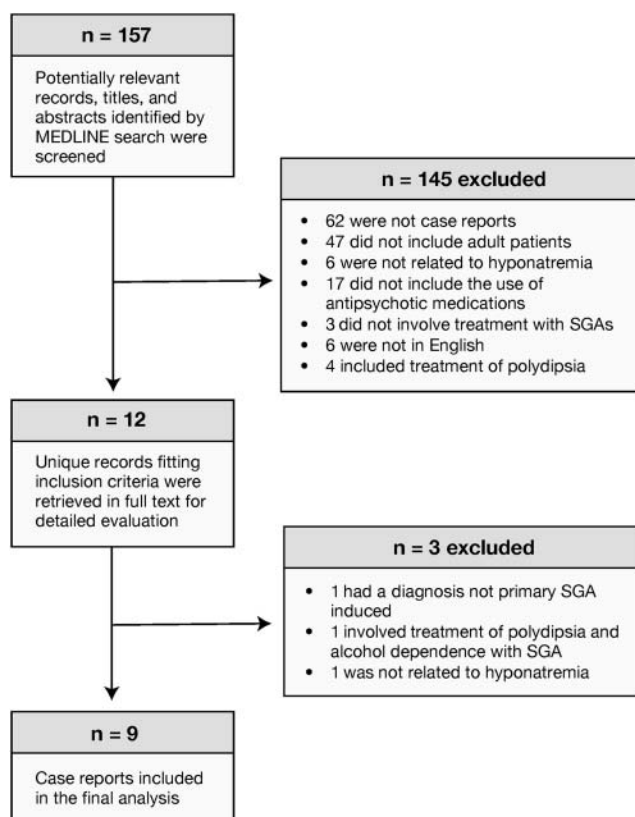 n = 157
Potentially relevant
records, titles, and
abstracts identified by
MEDLINE search were
screened
n = 145 excluded
• 62 were not case reports
• 47 did not include adult patients
• 6 were not related to hyponatremia
• 17 did not include the use of
antipsychotic medications
• 3 did not involve treatment with SGAs
• 6 were not in English
• 4 included treatment of polydipsia
n = 12
Unique records fitting
inclusion criteria were
retrieved in full text for
detailed evaluation
n = 3 excluded
• 1 had a diagnosis not primary SGA
induced
• 1 involved treatment of polydipsia and
alcohol dependence with SGA
• 1 was not related to hyponatremia
n = 9
Case reports included
in the final analysis